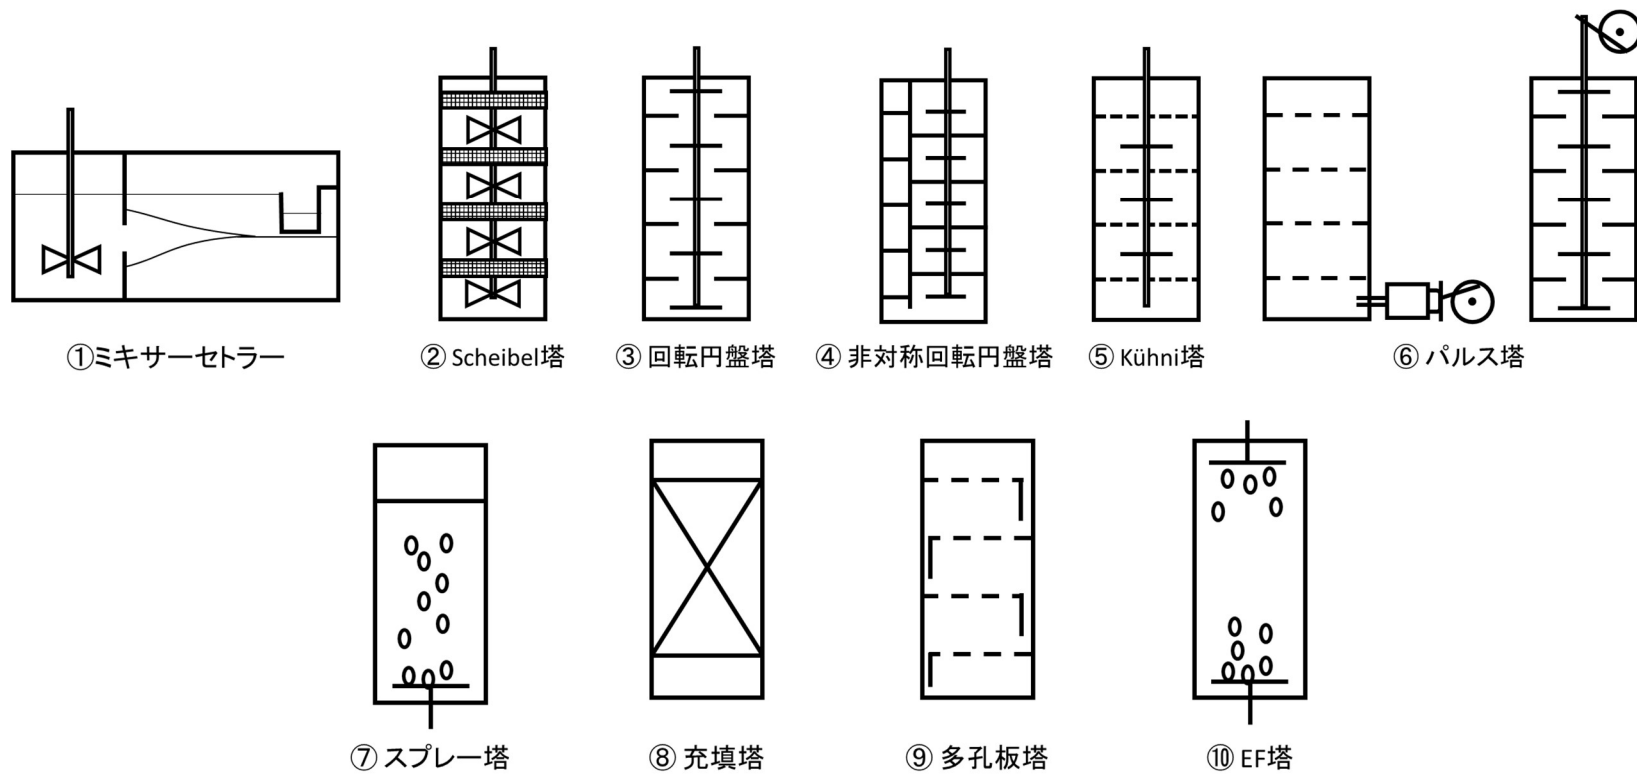 ①ミキサーセトラー
② Scheibel塔
③ 回転円盤塔
④ 非対称回転円盤塔
⑤ Kühni塔
⑥ パルス塔
⑦ スプレー塔
⑧ 充填塔
⑨ 多孔板塔
⑩ EF塔